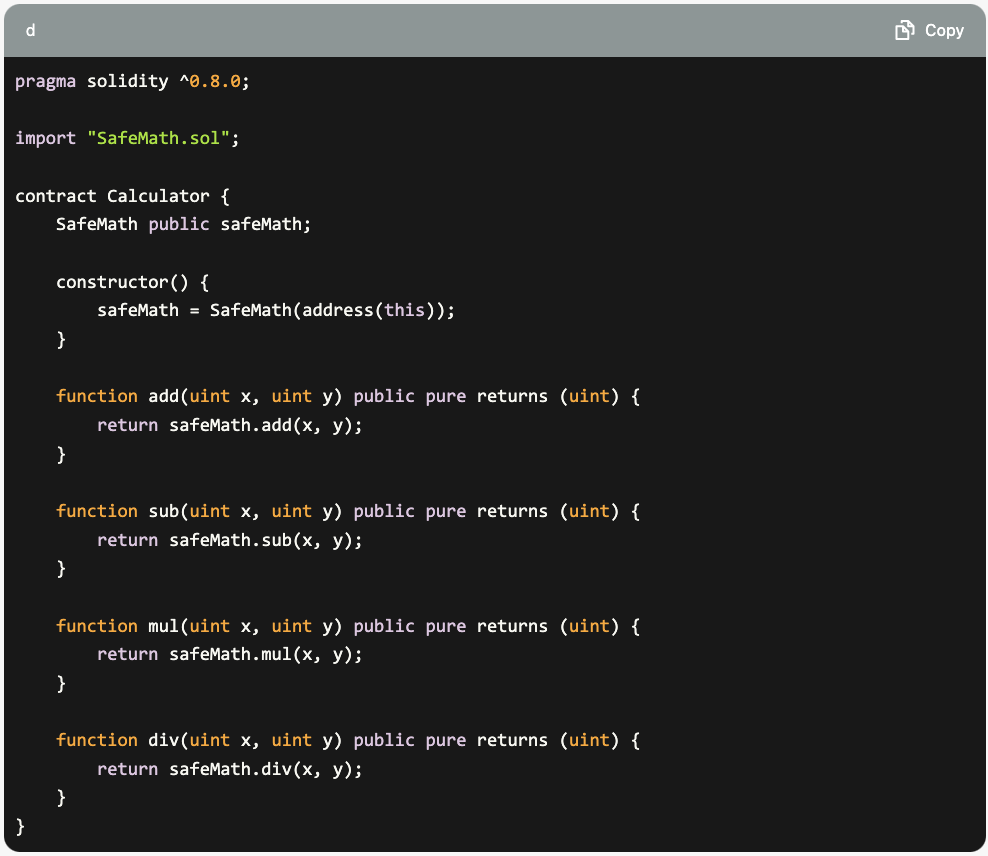 d
Copy
pragma solidity ^0.8.0;
import "SafeMath.sol";
contract Calculator {
    SafeMath public safeMath;
    constructor() {
        safeMath = SafeMath(address(this));
    }
    function add(uint x, uint y) public pure returns (uint) {
        return safeMath.add(x, y);
    }
    function sub(uint x, uint y) public pure returns (uint) {
        return safeMath.sub(x, y);
    }
    function mul(uint x, uint y) public pure returns (uint) {
        return safeMath.mul(x, y);
    }
    function div(uint x, uint y) public pure returns (uint) {
        return safeMath.div(x, y);
    }
}